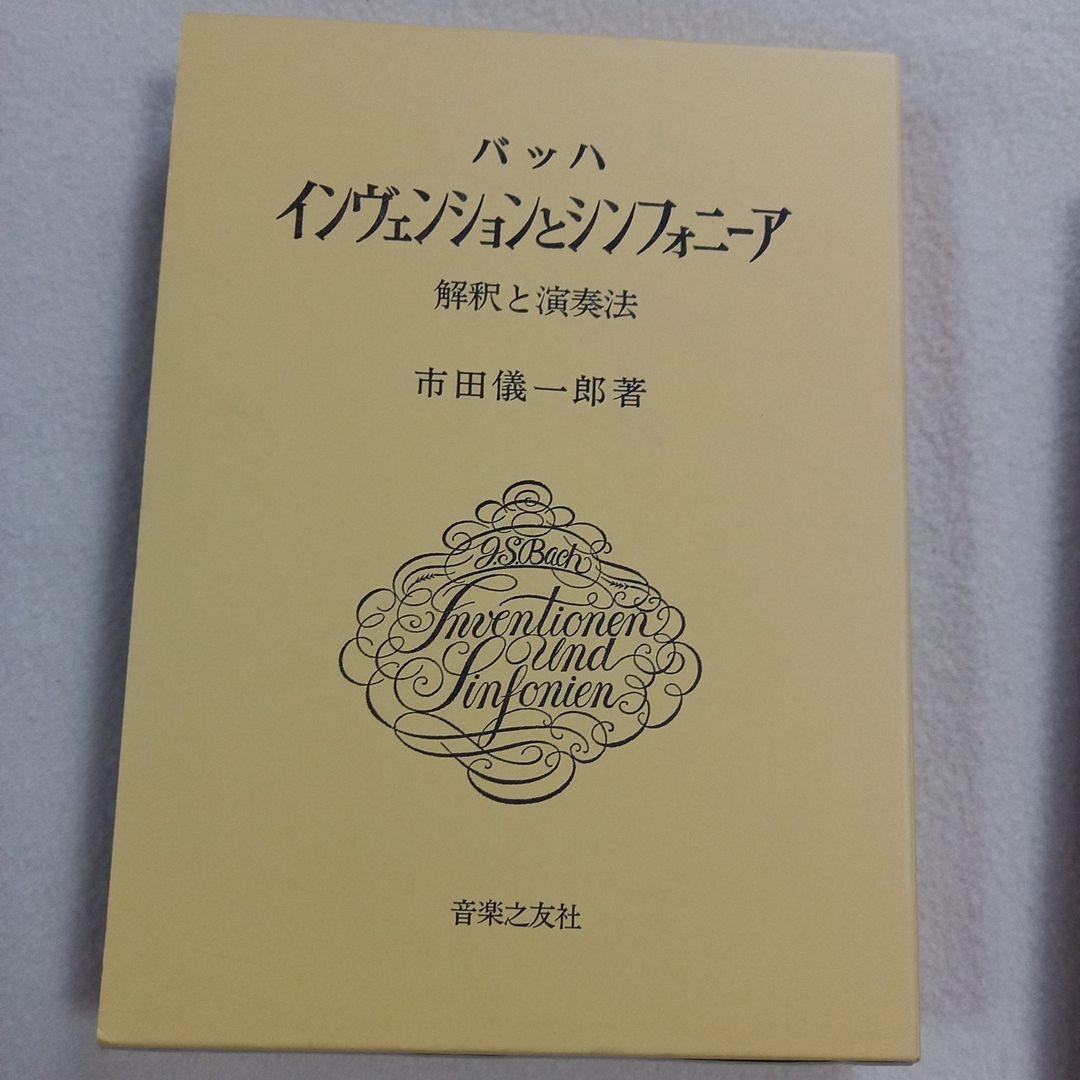 バッハ
インヴェンションとシンフォニーア
解釈と演奏法
市田儀一郎著
J.S.Bach
Inventionen
und
Sinfonien
音楽之友社